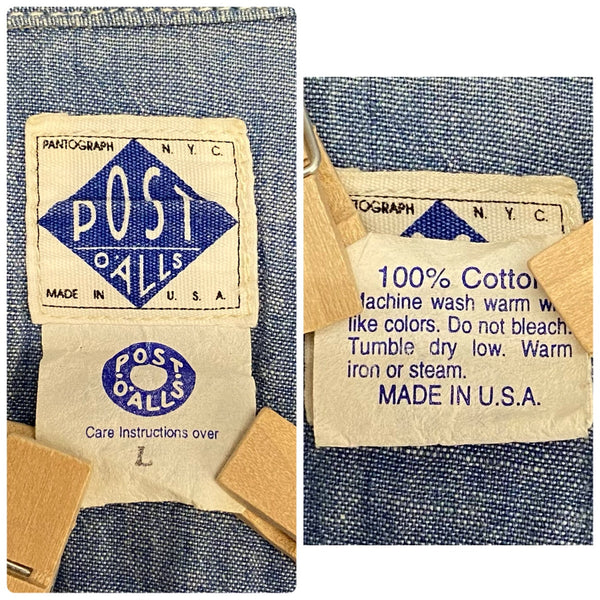 PANTOGRAPH N. Y. C.
POST
O'ALLS
MADE IN U. S. A.
POST
O'ALLS
Care Instructions over
L
TOGRAPH N. Y. C.
100% Cotton
Machine wash warm
like colors. Do not bleach.
Tumble dry low. Warm
iron or steam.
MADE IN U.S.A.